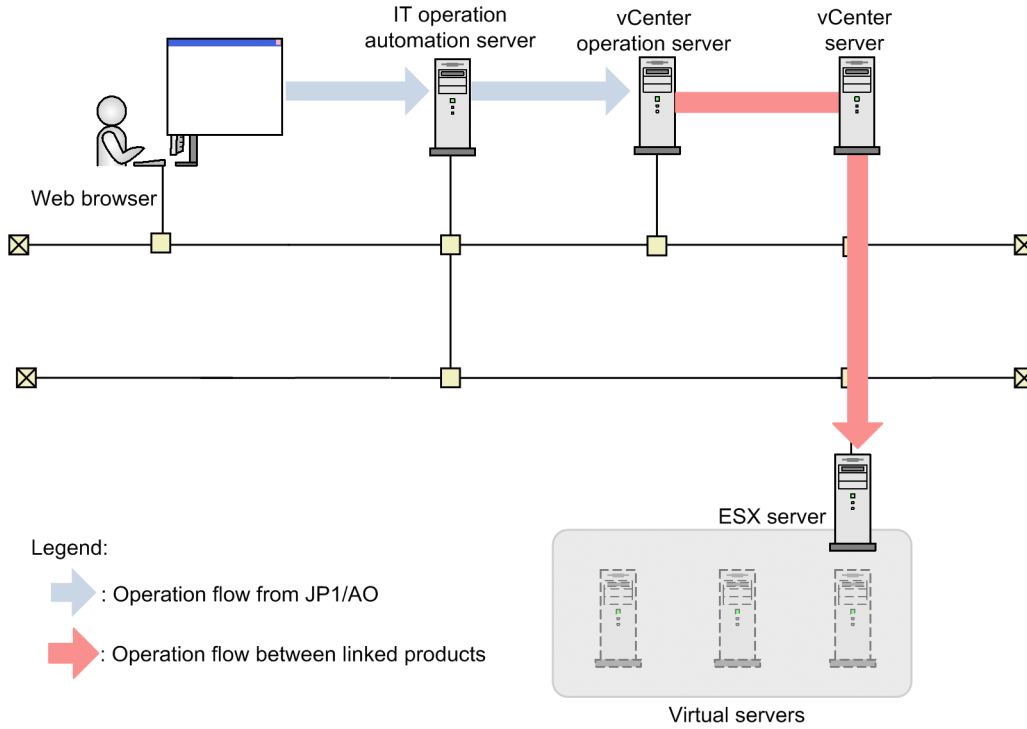 IT operation
automation server
vCenter
operation server
vCenter
server
Web browser
ESX server
Legend:
: Operation flow from JP1/AO
: Operation flow between linked products
Virtual servers